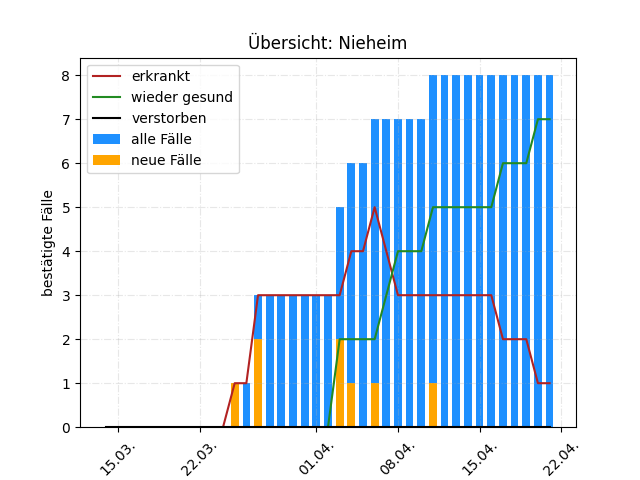 Übersicht: Nieheim
erkrankt
wieder gesund
verstorben
alle Fälle
neue Fälle
bestätigte Fälle
8
7
6
5
4
3
2
1
0
15.03.
22.03.
01.04.
08.04.
15.04.
22.04.